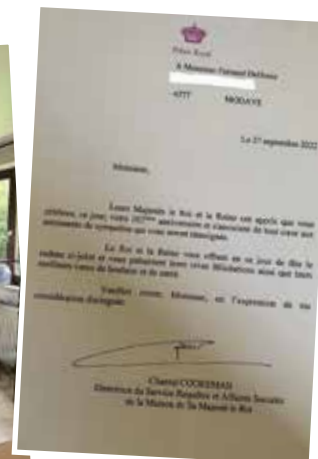 Palais Royal
A Monsieur Fernand Delfosse
4577 MODAVE
Le 27 septembre 2022
Monsieur,
Leurs Majestés le Roi et la Reine ont appris que vous
célébrez, ce jour, votre anniversaire et s'associent de tout cœur aux
sentiments de sympathie qui vous seront témoignés.
Le Roi et la Reine vous offrent en ce jour de fête le
cadeau ci-joint et vous présentent leurs vives félicitations ainsi que leurs
meilleurs vœux de bonheur et de santé.
Veuillez croire, Monsieur, en l'expression de ma
considération distinguée.
Chantal COOREMAN
Directrice du Service Requêtes et Affaires Sociales
de la Maison de Sa Majesté le Roi